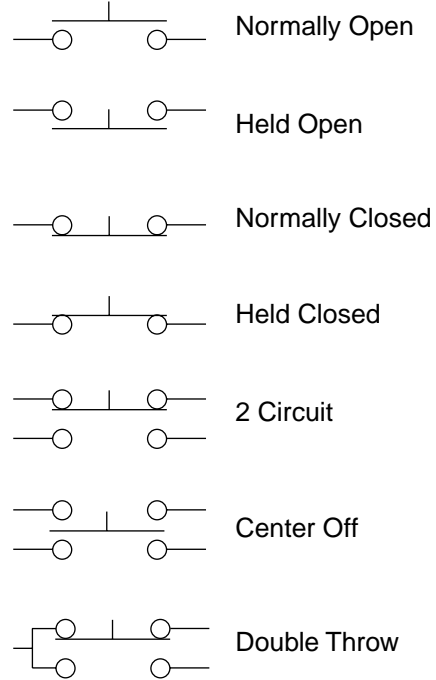 Normally Open
Held Open
Normally Closed
Held Closed
2 Circuit
Center Off
Double Throw